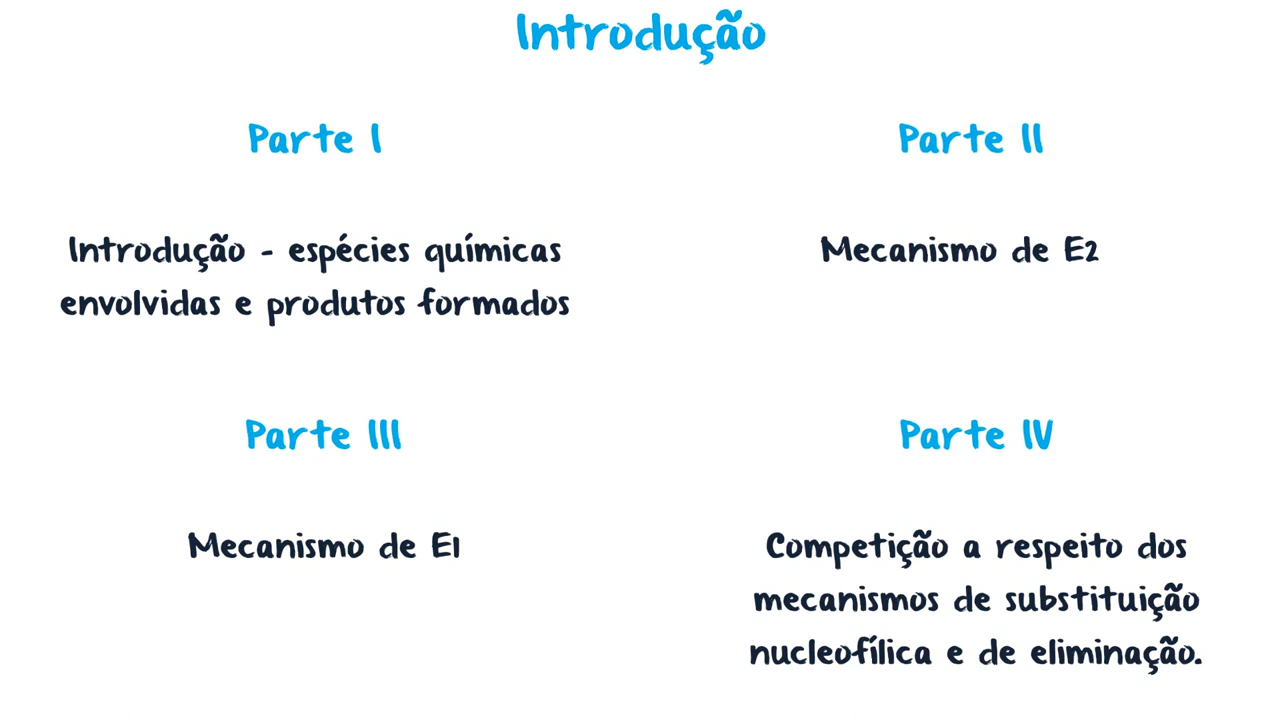 Introdução
Parte I
Introdução - espécies químicas
envolvidas e produtos formados
Parte II
Mecanismo de E2
Parte III
Mecanismo de E1
Parte IV
Competição a respeito dos
mecanismos de substituição
nucleofílica e de eliminação.